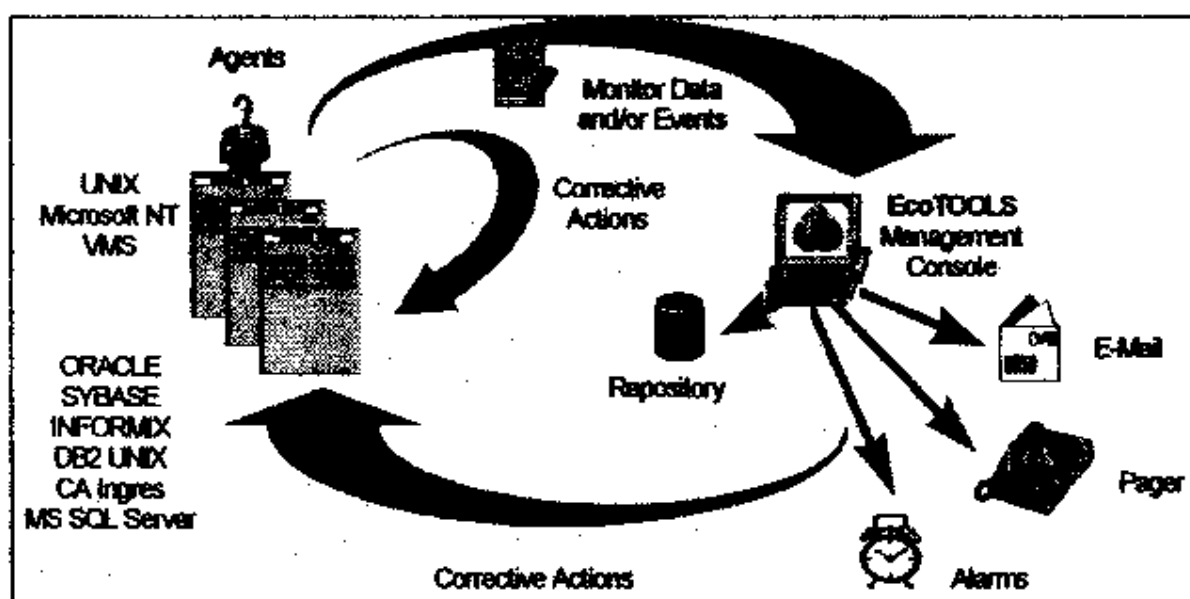 Agents
Monitor Data
and/or Events
UNIX
Microsoft NT
VMS
Corrective
Actions
EcoTOOLS
Management
Console
ORACLE
SYBASE
INFORMIX
DB2 UNIX
CA Ingres
MS SQL Server
Repository
E-Mail
Pager
Corrective Actions
Alarms